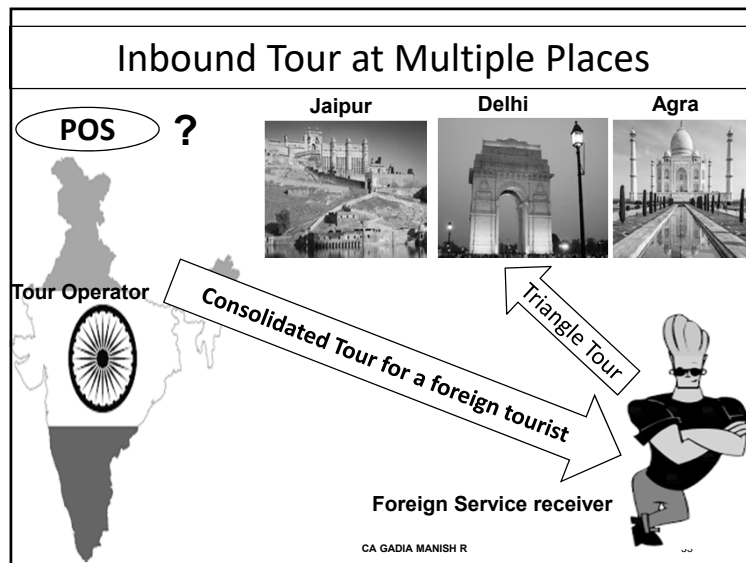 Inbound Tour at Multiple Places
Jaipur
Delhi
Agra
POS
?
Tour Operator
Consolidated Tour for a foreign tourist
Triangle Tour
Foreign Service receiver
CA GADIA MANISH R